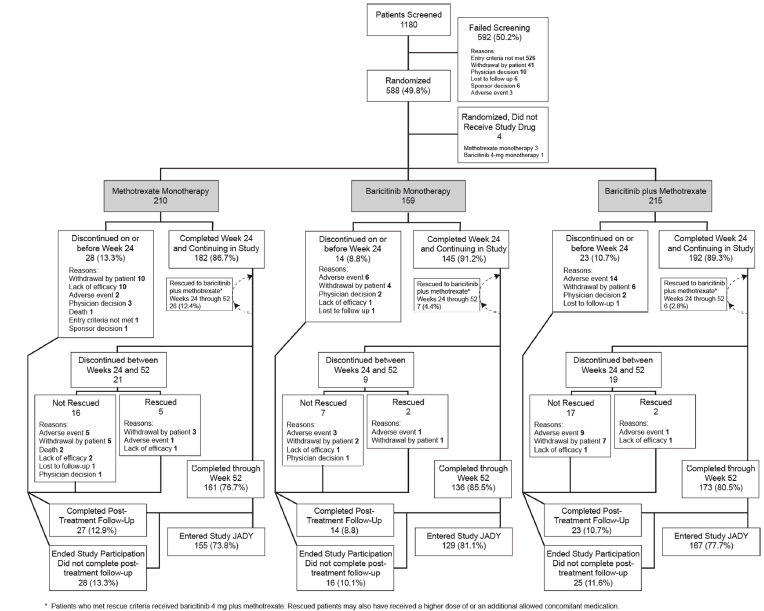 Patients Screened
1180
Failed Screening
592 (50.2%)
Reasons:
Entry criteria not met 526
Withdrawal by patient 41
Physician decision 10
Lost to follow up 6
Sponsor decision 6
Adverse event 3
Randomized
588 (49.8%)
Randomized, Did not
Receive Study Drug
4
Methotrexate monotherapy 3
Baricitinib 4-mg monotherapy 1
Methotrexate Monotherapy
210
Discontinued on or
before Week 24
28 (13.3%)
Reasons:
Withdrawal by patient 10
Lack of efficacy 10
Adverse event 2
Physician decision 3
Death 1
Entry criteria not met 1
Sponsor decision 1
Completed Week 24
and Continuing in Study
182 (86.7%)
Rescued to baricitinib
plus methotrexate*
Weeks 24 through 52
26 (12.4%)
Discontinued between
Weeks 24 and 52
21
Not Rescued
16
Reasons:
Adverse event 5
Withdrawal by patient 5
Death 2
Lack of efficacy 2
Lost to follow-up 1
Physician decision 1
Rescued
5
Reasons:
Withdrawal by patient 3
Adverse event 1
Lack of efficacy 1
Completed through
Week 52
161 (76.7%)
Completed Post-
Treatment Follow-Up
27 (12.9%)
Entered Study JADY
155 (73.8%)
Ended Study Participation
Did not complete post-
treatment follow-up
28 (13.3%)
Baricitinib Monotherapy
159
Discontinued on or
before Week 24
14 (8.8%)
Reasons:
Adverse event 6
Withdrawal by patient 4
Physician decision 2
Lack of efficacy 1
Lost to follow up 1
Completed Week 24
and Continuing in Study
145 (91.2%)
Rescued to baricitinib
plus methotrexate*
Weeks 24 through 52
7 (4.4%)
Discontinued between
Weeks 24 and 52
9
Not Rescued
7
Reasons:
Adverse event 3
Withdrawal by patient 2
Lack of efficacy 1
Physician decision 1
Rescued
2
Reasons:
Adverse event 1
Withdrawal by patient 1
Completed through
Week 52
136 (85.5%)
Completed Post-
Treatment Follow-Up
14 (8.8)
Entered Study JADY
129 (81.1%)
Ended Study Participation
Did not complete post-
treatment follow-up
16 (10.1%)
Baricitinib plus Methotrexate
215
Discontinued on or
before Week 24
23 (10.7%)
Reasons:
Adverse event 14
Withdrawal by patient 6
Physician decision 2
Lost to follow-up 1
Completed Week 24
and Continuing in Study
192 (89.3%)
Rescued to baricitinib
plus methotrexate*
Weeks 24 through 52
6 (2.8%)
Discontinued between
Weeks 24 and 52
19
Not Rescued
17
Reasons:
Adverse event 9
Withdrawal by patient 7
Lack of efficacy 1
Rescued
2
Reasons:
Adverse event 1
Lack of efficacy 1
Completed through
Week 52
173 (80.5%)
Completed Post-
Treatment Follow-Up
23 (10.7%)
Entered Study JADY
167 (77.7%)
Ended Study Participation
Did not complete post-
treatment follow-up
25 (11.6%)
* Patients who met rescue criteria received baricitinib 4 mg plus methotrexate. Rescued patients may also have received a higher dose of or an additional allowed concomitant medication.